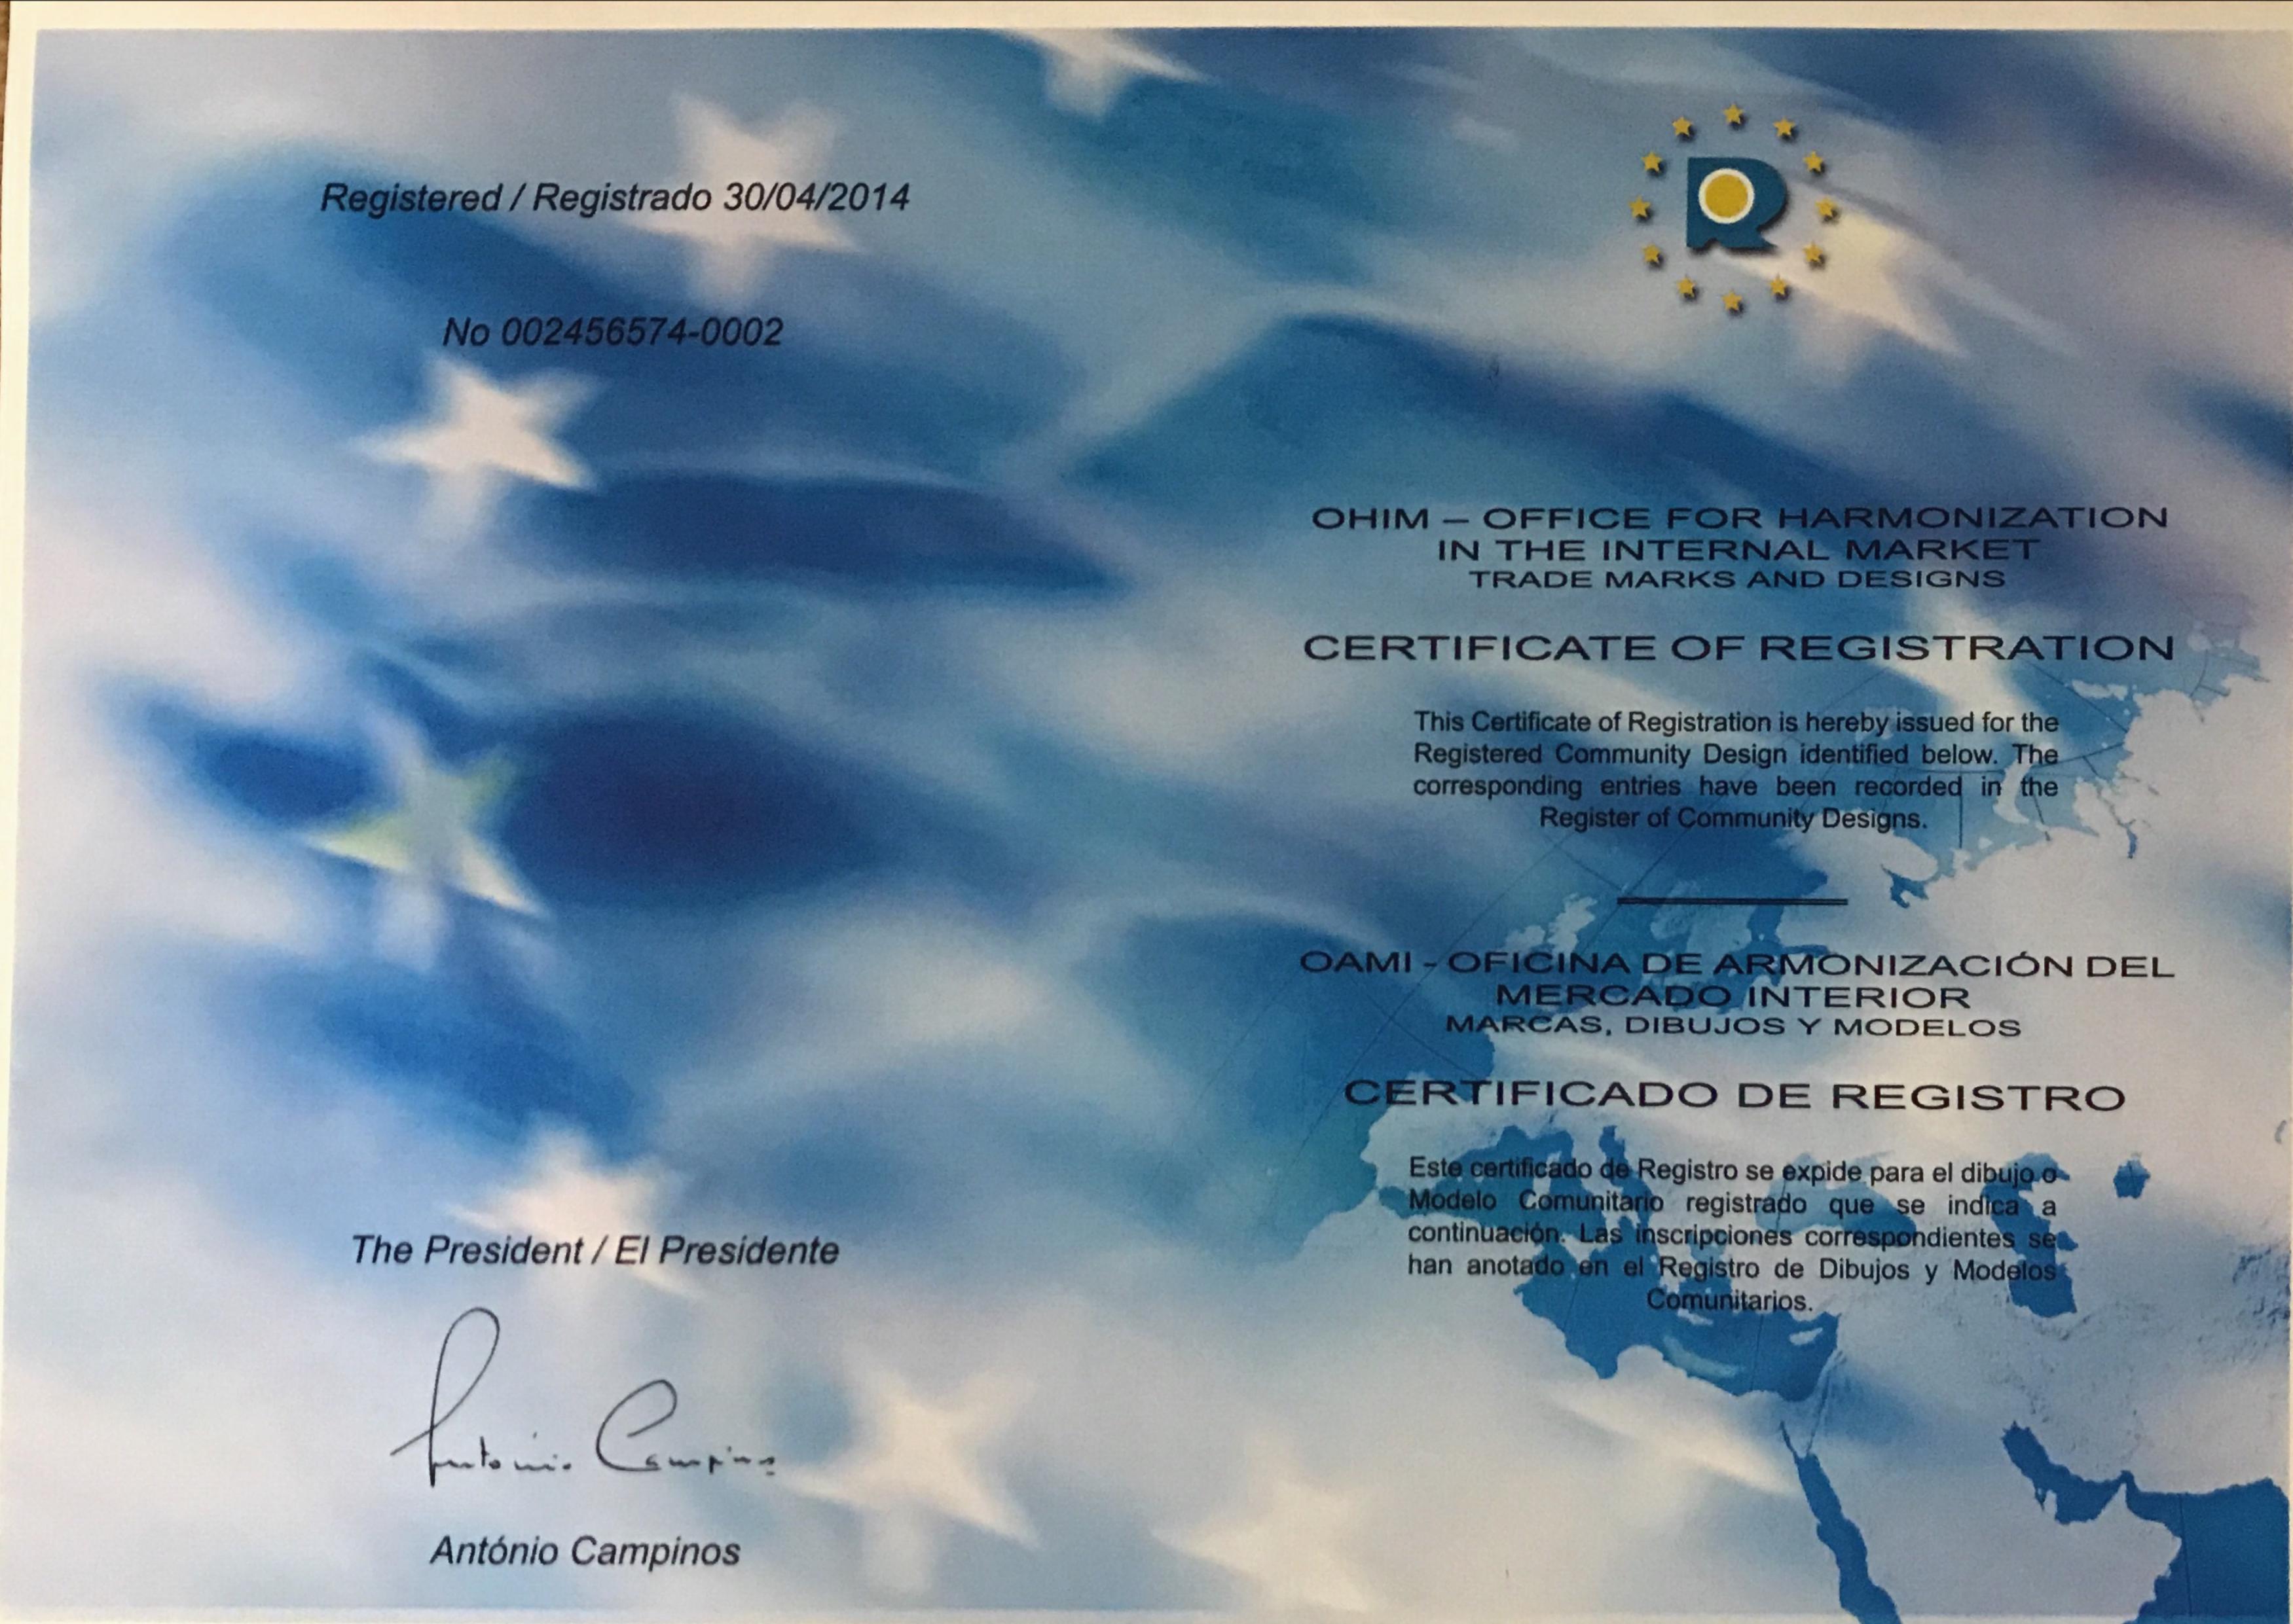 Registered / Registrado 30/04/2014
No 002456574-0002
The President / El Presidente
António Campinos
António Campinos
R
OHIM – OFFICE FOR HARMONIZATION
IN THE INTERNAL MARKET
TRADE MARKS AND DESIGNS
CERTIFICATE OF REGISTRATION
This Certificate of Registration is hereby issued for the
Registered Community Design identified below. The
corresponding entries have been recorded in the
Register of Community Designs.
OAMI - OFICINA DE ARMONIZACIÓN DEL
MERCADO INTERIOR
MARCAS, DIBUJOS Y MODELOS
CERTIFICADO DE REGISTRO
Este certificado de Registro se expide para el dibujo o
Modelo Comunitario registrado que se indica a
continuación. Las inscripciones correspondientes se
han anotado en el Registro de Dibujos y Modelos
Comunitarios.